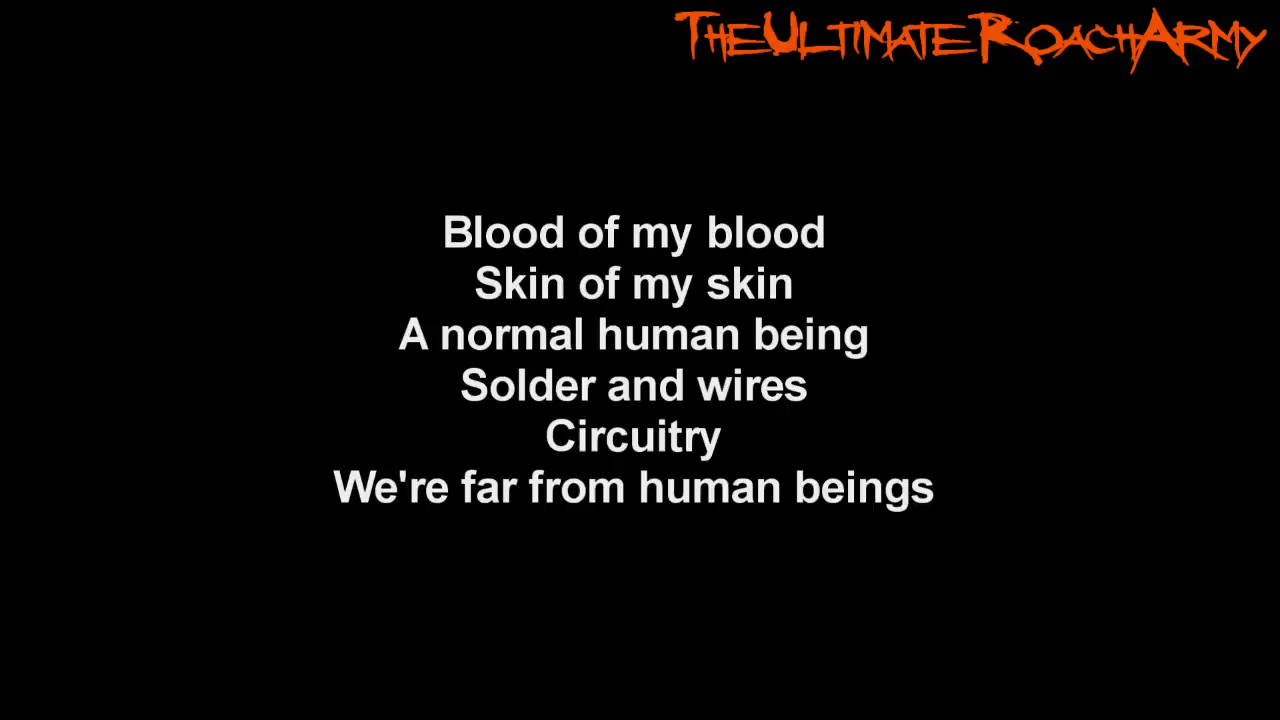 TheUltimateRoachArmy
Blood of my blood
Skin of my skin
A normal human being
Solder and wires
Circuitry
We're far from human beings